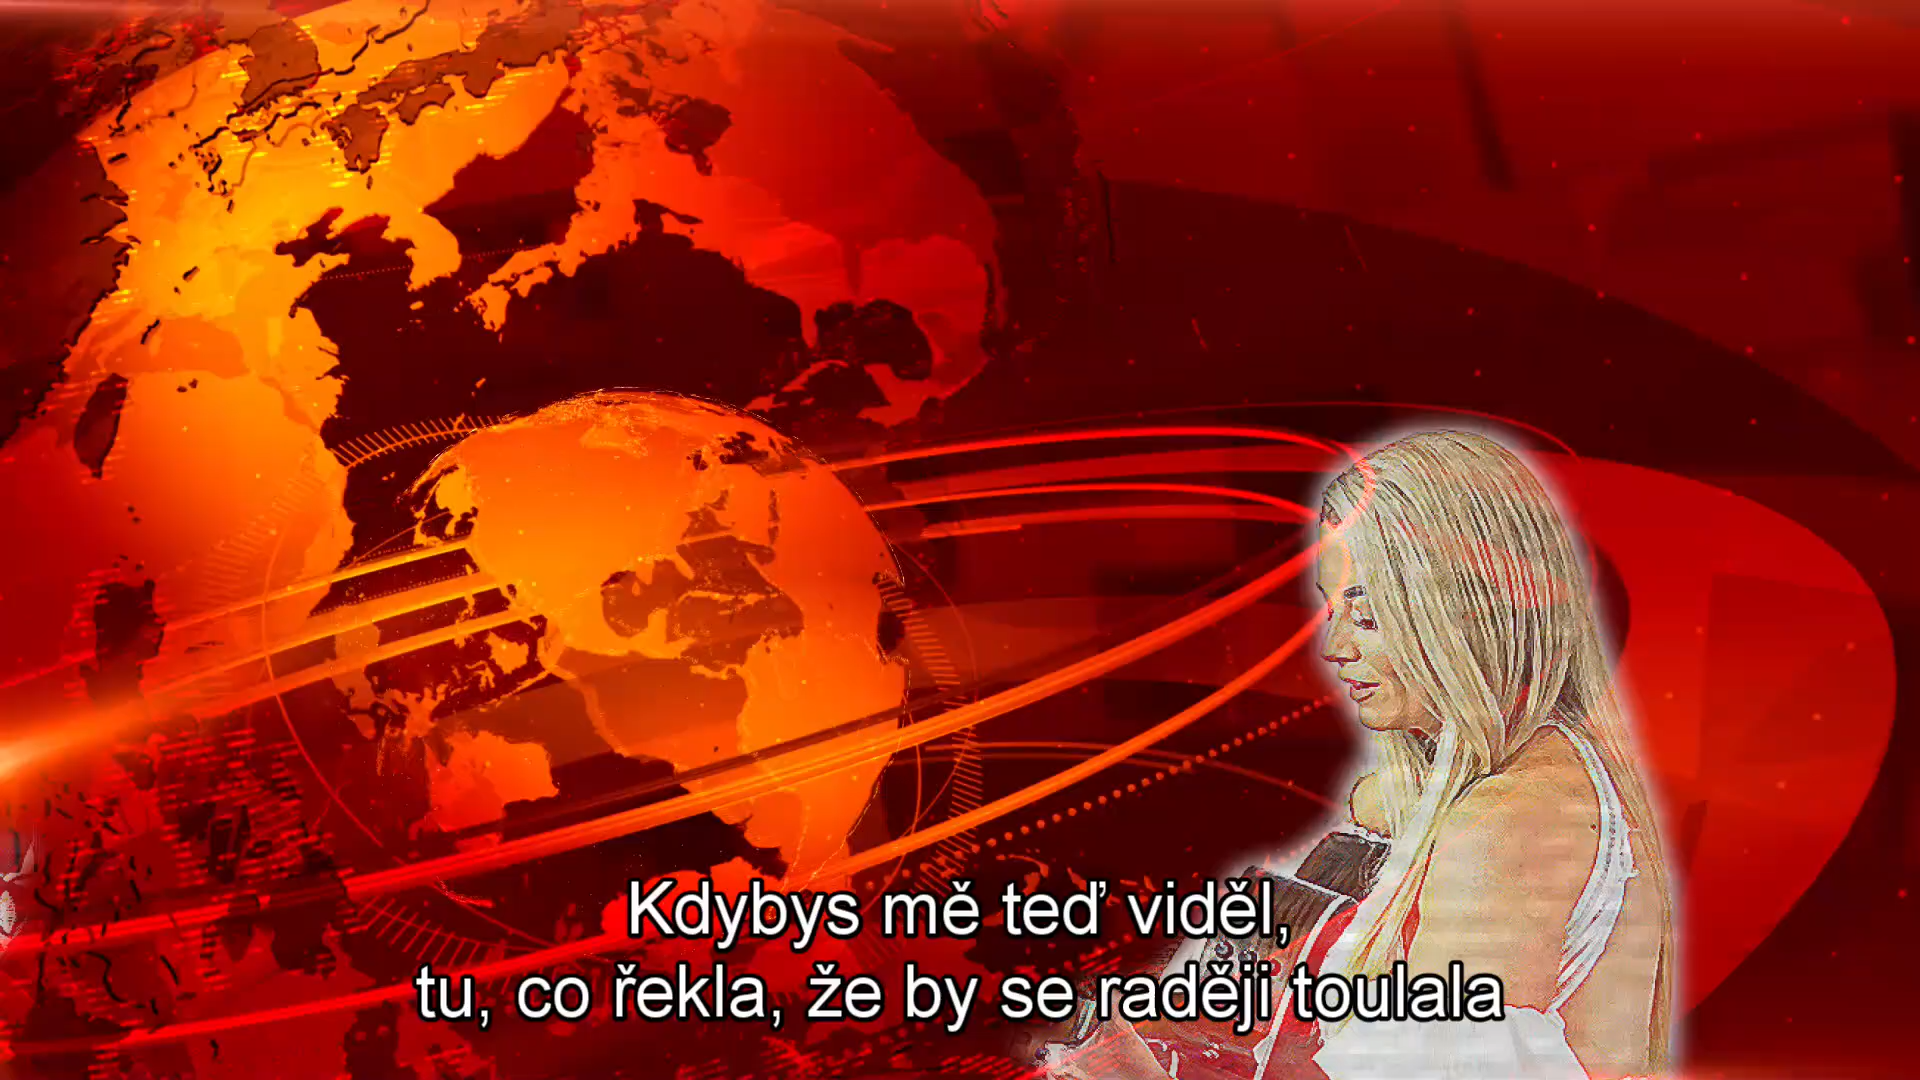 Kdybys mě teď viděl,
tu, co řekla, že by se raději toulala